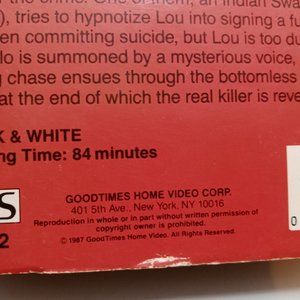 of the crime. One of them, an Indian Swa
), tries to hypnotize Lou into signing a fu
en committing suicide, but Lou is too du
lo is summoned by a mysterious voice,
g chase ensues through the bottomless
at the end of which the real killer is reve
K & WHITE
ng Time: 84 minutes
S
2
GOODTIMES HOME VIDEO CORP.
401 5th Ave., New York, NY 10016
Reproduction in whole or in part without written permission of
copyright owner is prohibited.
© 1987 GoodTimes Home Video. All Rights Reserved.
0